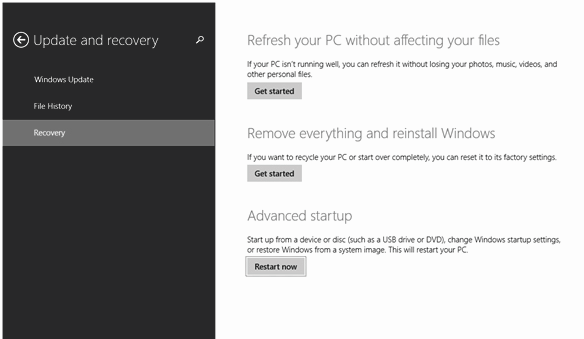 Update and recovery
Windows Update
File History
Recovery
Refresh your PC without affecting your files
If your PC isn't running well, you can refresh it without losing your photos, music, videos, and
other personal files.
Get started
Remove everything and reinstall Windows
If you want to recycle your PC or start over completely, you can reset it to its factory settings.
Get started
Advanced startup
Start up from a device or disc (such as a USB drive or DVD), change Windows startup settings,
or restore Windows from a system image. This will restart your PC.
Restart now